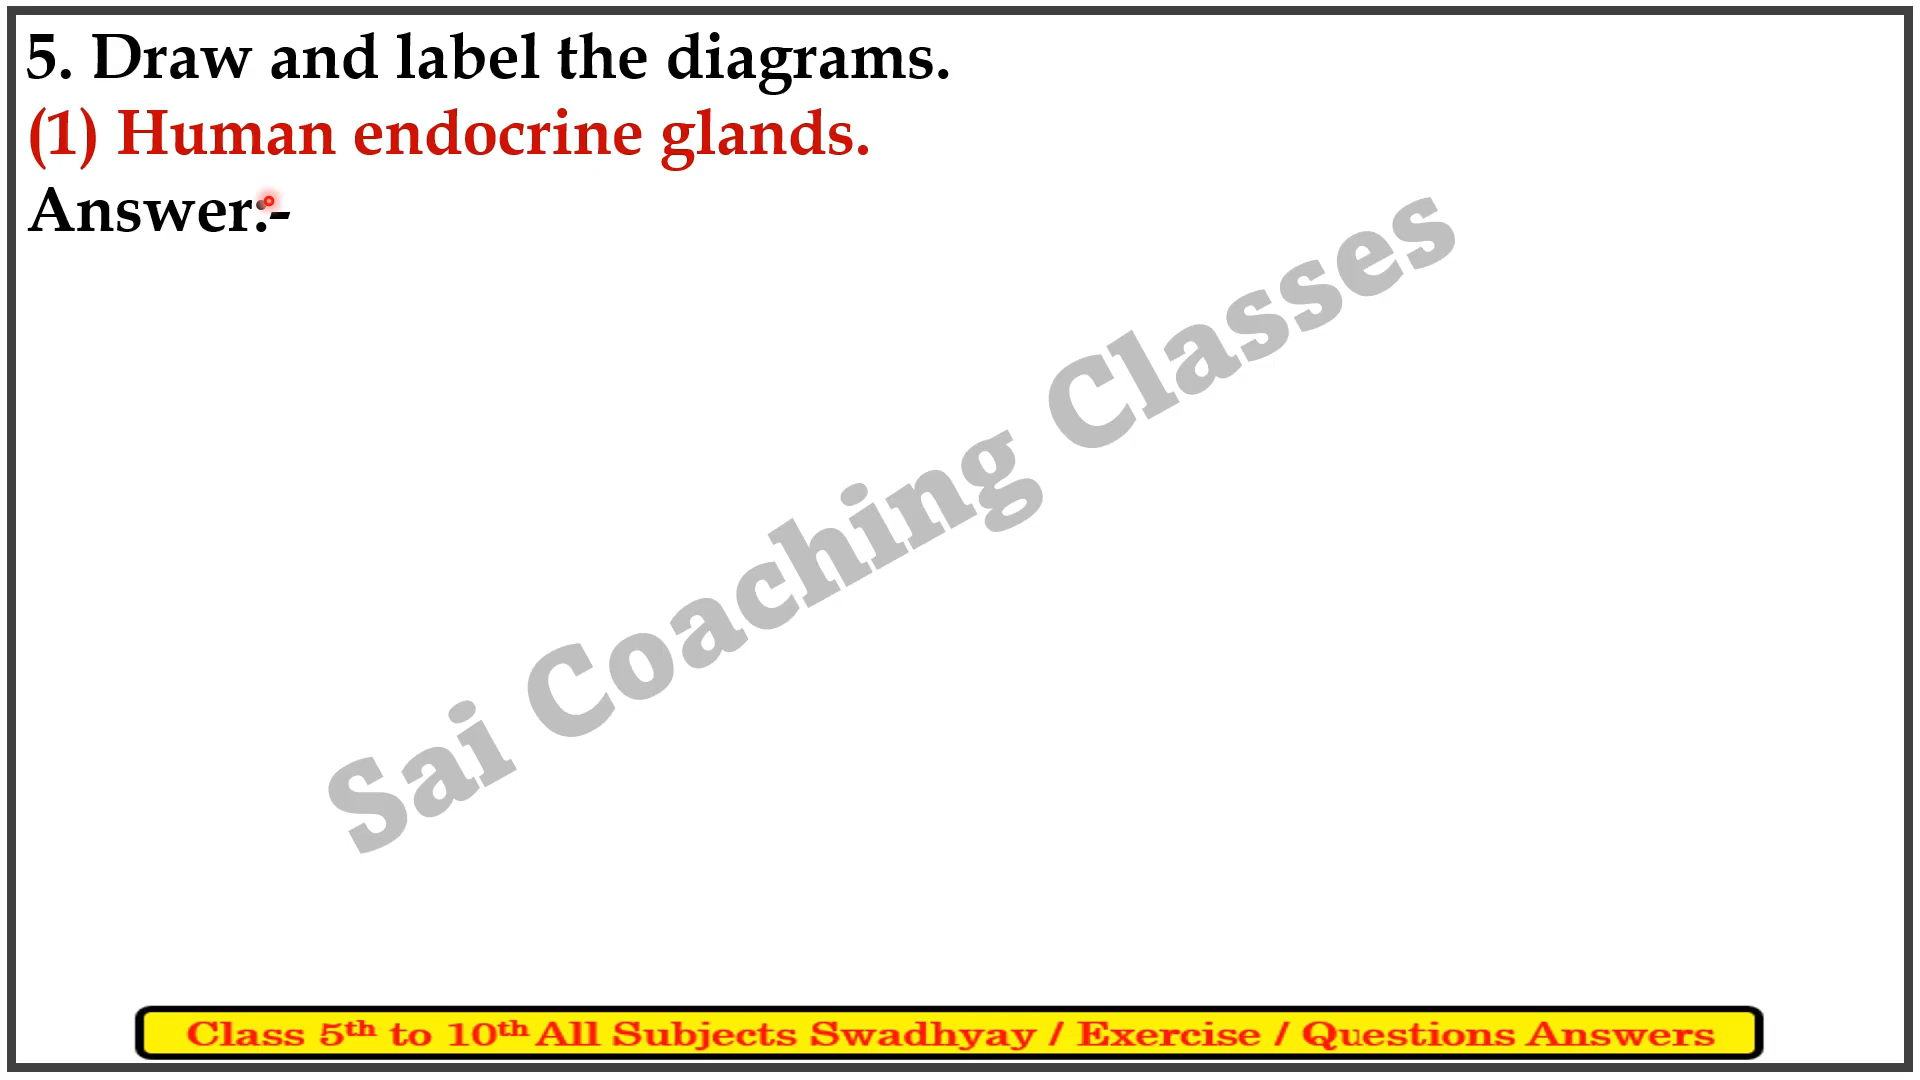 5. Draw and label the diagrams.
(1) Human endocrine glands.
Answer:-
Sai Coaching Classes
Class 5th to 10th All Subjects Swadhyay / Exercise / Questions Answers